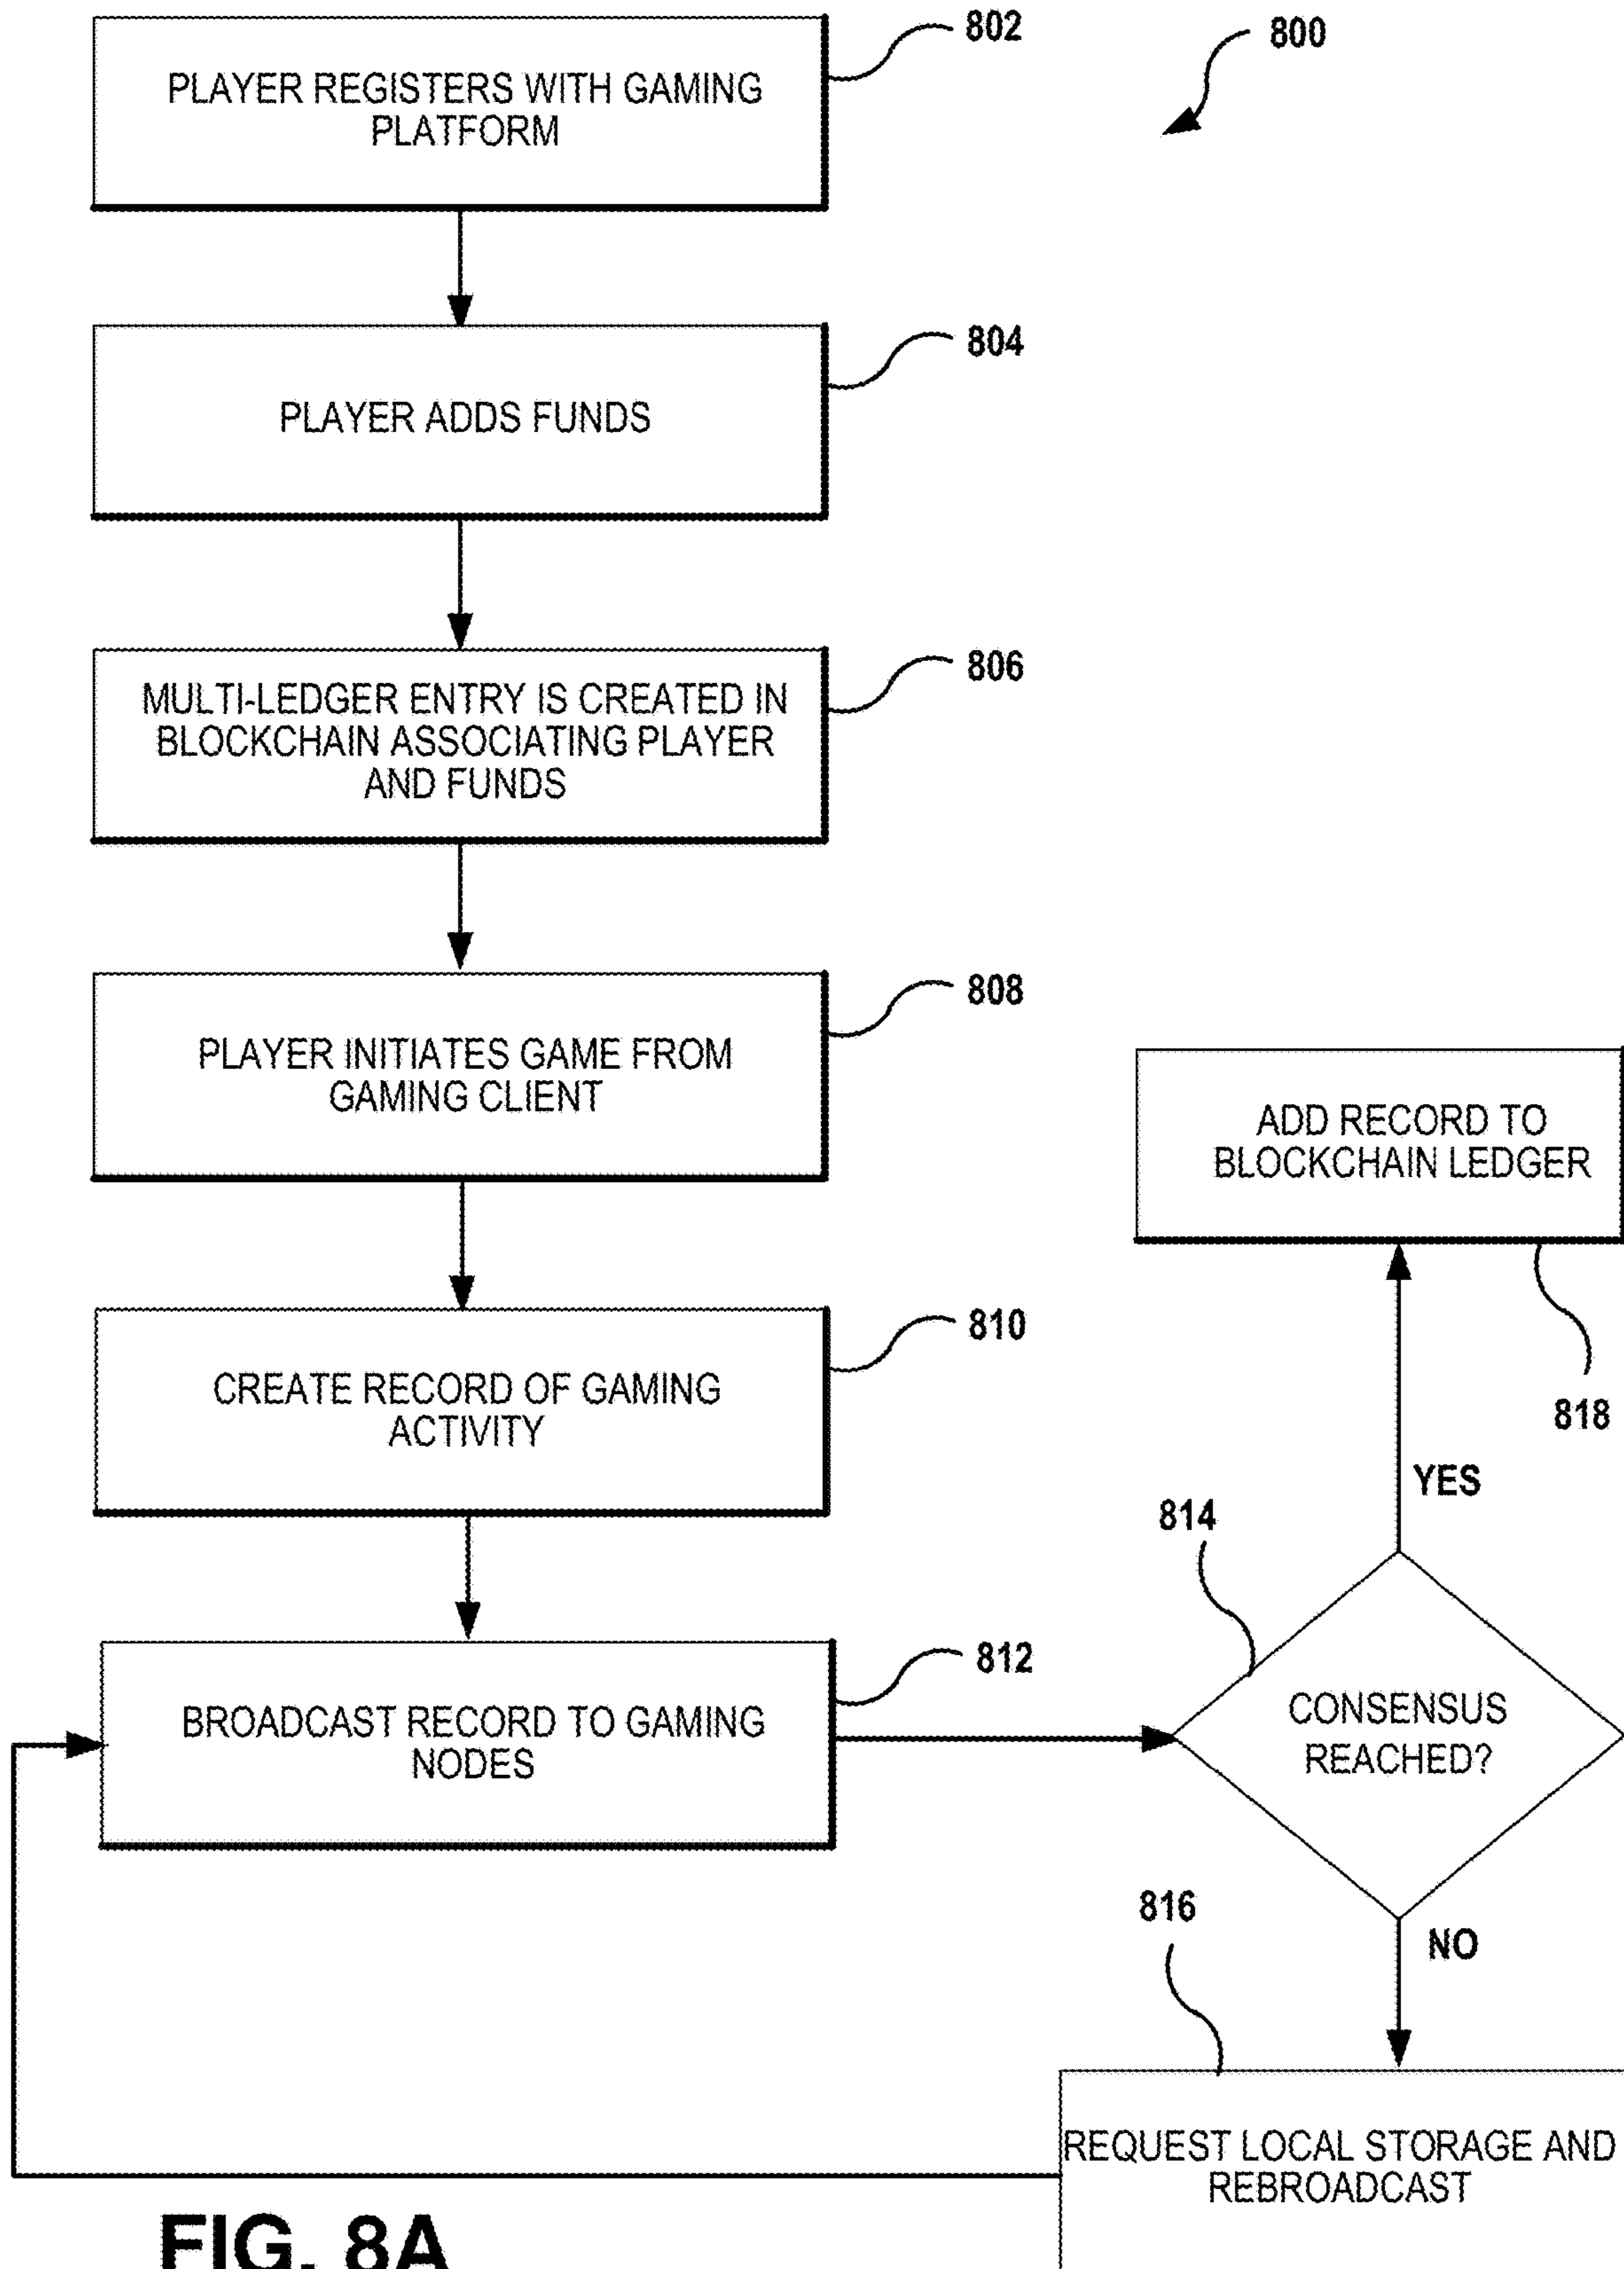 802
800
PLAYER REGISTERS WITH GAMING
PLATFORM
804
PLAYER ADDS FUNDS
806
MULTI-LEDGER ENTRY IS CREATED IN
BLOCKCHAIN ASSOCIATING PLAYER
AND FUNDS
808
PLAYER INITIATES GAME FROM
GAMING CLIENT
810
CREATE RECORD OF GAMING
ACTIVITY
812
BROADCAST RECORD TO GAMING
NODES
814
CONSENSUS
REACHED?
YES
ADD RECORD TO
BLOCKCHAIN LEDGER
818
NO
816
REQUEST LOCAL STORAGE AND
REBROADCAST
FIG. 8A